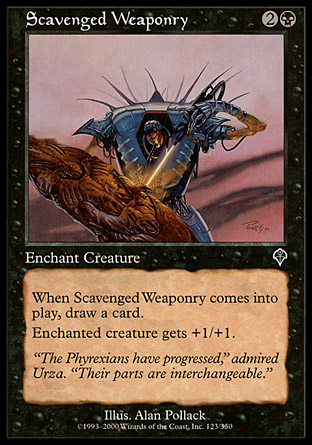 Scavenged Weaponry 2
Enchant Creature
When Scavenged Weaponry comes into
play, draw a card.
Enchanted creature gets +1/+1.
“The Phyrexians have progressed,” admired
Urza. “Their parts are interchangeable.”
Illus. Alan Pollack
©1993–2000 Wizards of the Coast, Inc. 123/350